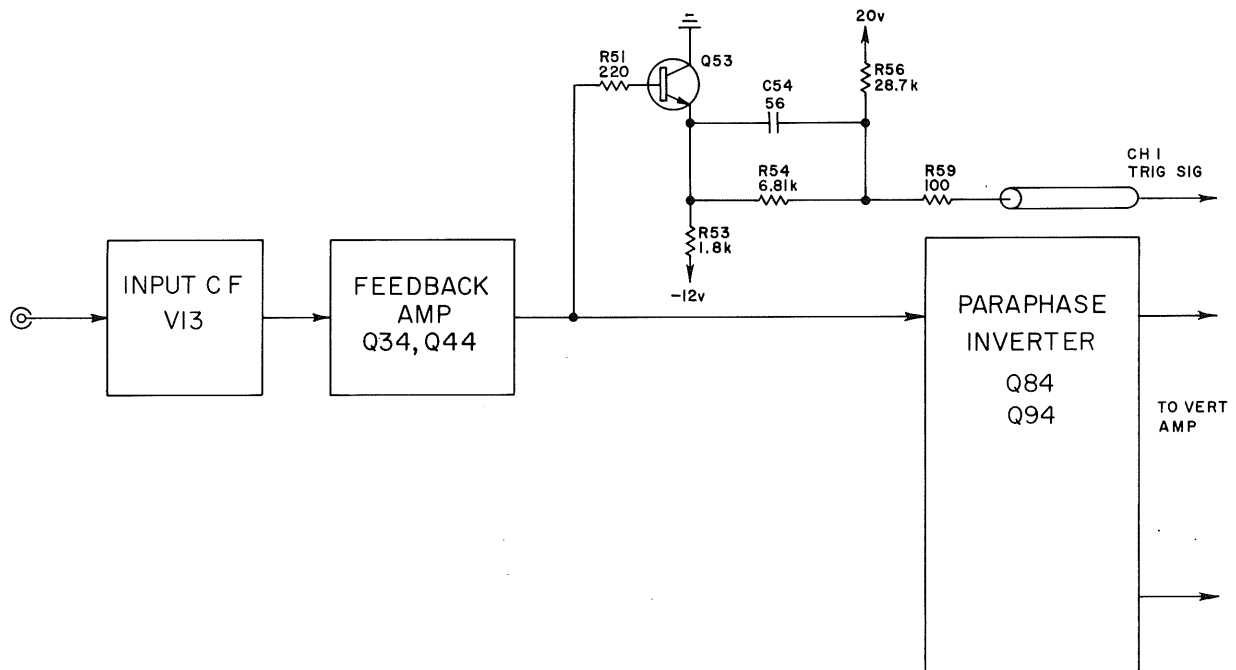 20v
R51
220
Q53
R56
28.7k
C54
56
CH 1
TRIG SIG
R54
6.81k
R59
100
R53
1.8k
-12v
INPUT C F
V13
FEEDBACK
AMP
Q34, Q44
PARAPHASE
INVERTER
Q84
Q94
TO VERT
AMP